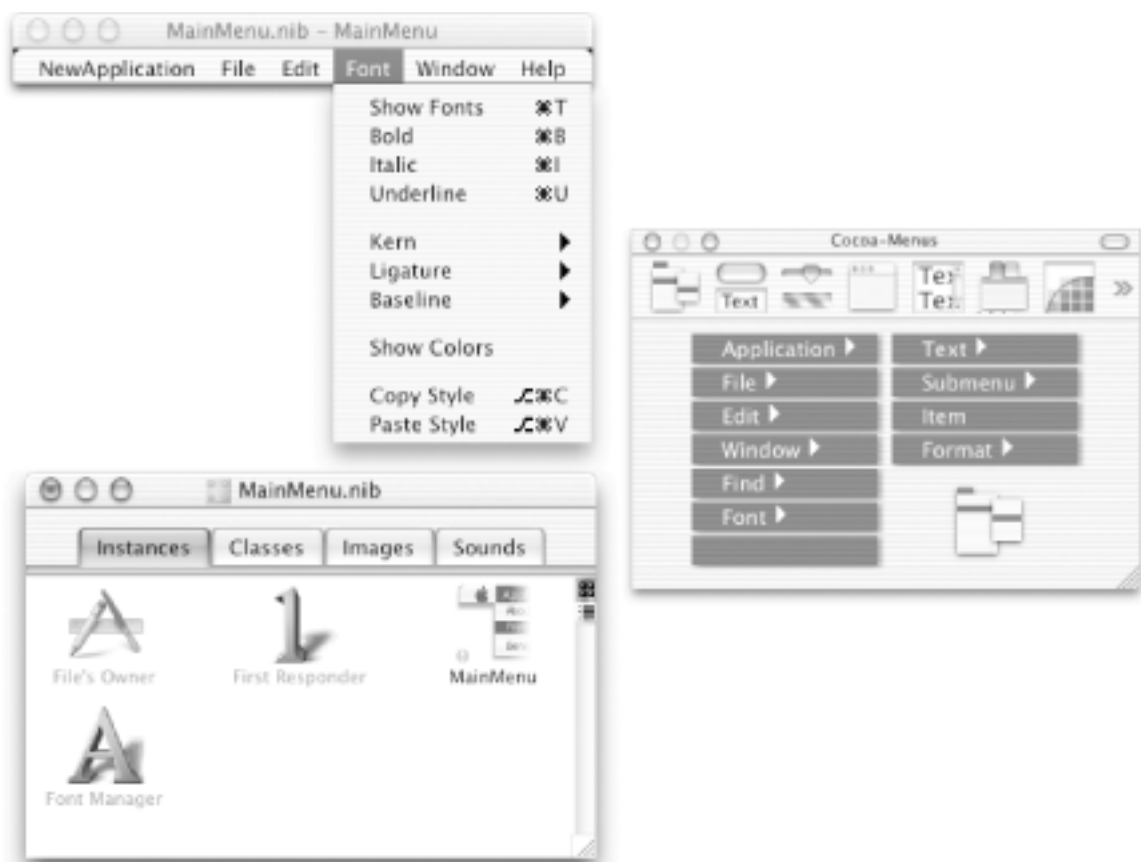 MainMenu.nib – MainMenu
NewApplication File Edit Font Window Help
Show Fonts ⌘T
Bold ⌘B
Italic ⌘I
Underline ⌘U
Kern ▶
Ligature ▶
Baseline ▶
Show Colors
Copy Style ⌥⌘C
Paste Style ⌥⌘V
Cocoa-Menus
Text Text Text
Application ▶ Text ▶
File ▶ Submenu ▶
Edit ▶ Item
Window ▶ Format ▶
Find ▶
Font ▶
MainMenu.nib
Instances Classes Images Sounds
File's Owner First Responder MainMenu
Font Manager